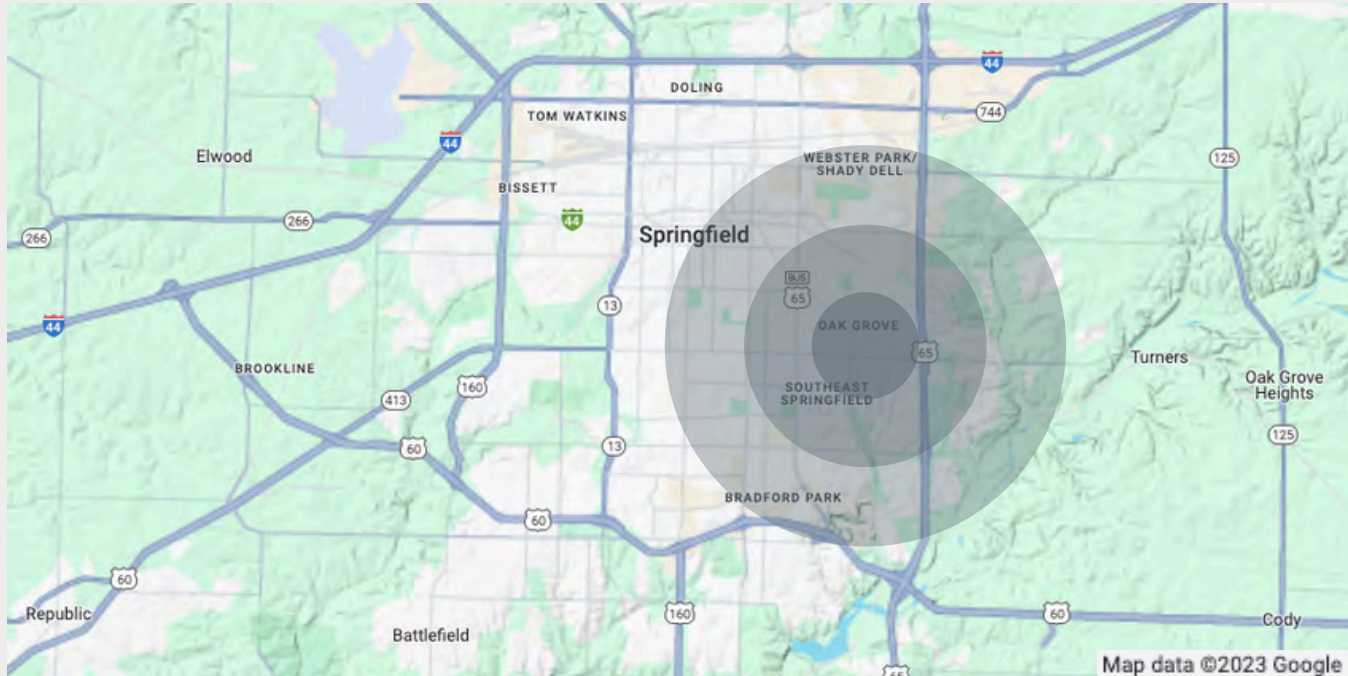 44
DOLING
744
TOM WATKINS
44
Elwood
WEBSTER PARK/
SHADY DELL
125
BISSETT
44
266
266
Springfield
BUS
65
13
44
OAK GROVE
65
Turners
BROOKLINE
160
SOUTHEAST
SPRINGFIELD
Oak Grove
Heights
413
60
13
125
BRADFORD PARK
60
60
Republic
160
60
Cody
Battlefield
65
Map data ©2023 Google